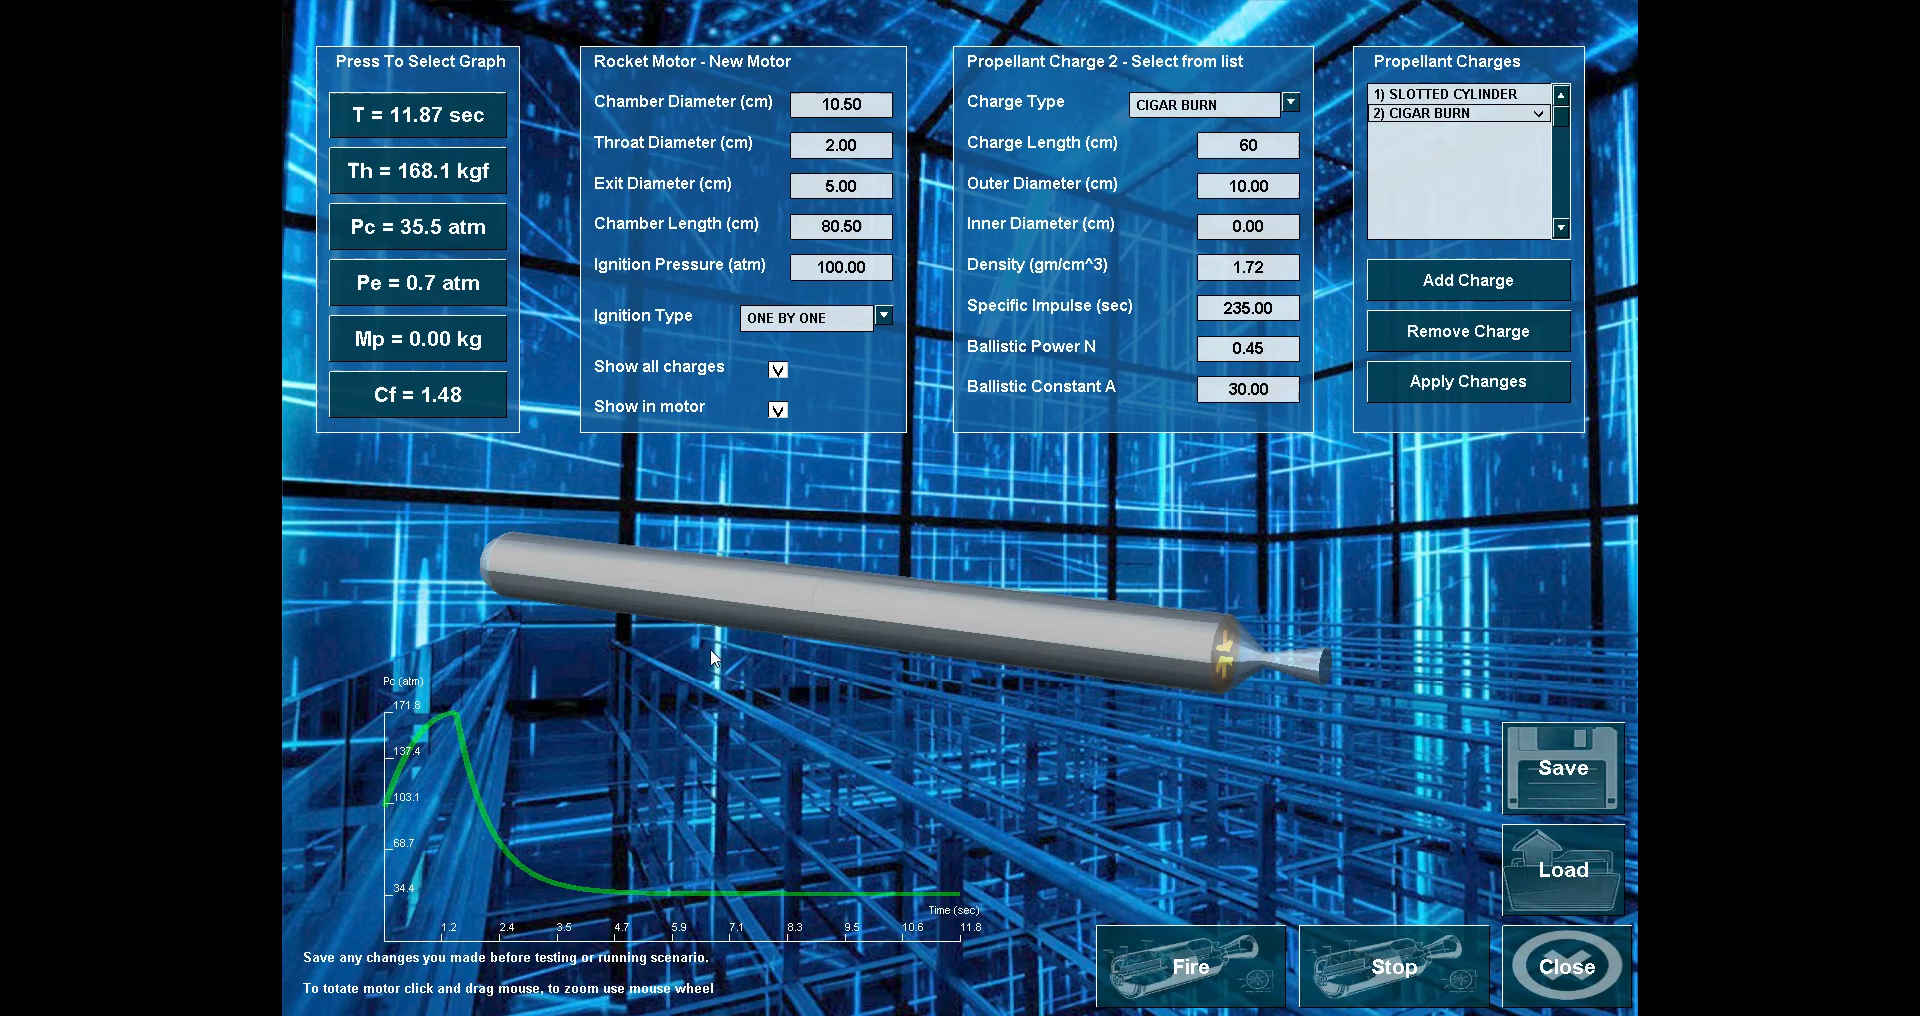 Press To Select Graph
T = 11.87 sec
Th = 168.1 kgf
Pc = 35.5 atm
Pe = 0.7 atm
Mp = 0.00 kg
Cf = 1.48
Rocket Motor - New Motor
Chamber Diameter (cm) 10.50
Throat Diameter (cm) 2.00
Exit Diameter (cm) 5.00
Chamber Length (cm) 80.50
Ignition Pressure (atm) 100.00
Ignition Type ONE BY ONE
Show all charges V
Show in motor V
Propellant Charge 2 - Select from list
Charge Type CIGAR BURN
Charge Length (cm) 60
Outer Diameter (cm) 10.00
Inner Diameter (cm) 0.00
Density (gm/cm^3) 1.72
Specific Impulse (sec) 235.00
Ballistic Power N 0.45
Ballistic Constant A 30.00
Propellant Charges
1) SLOTTED CYLINDER
2) CIGAR BURN
Add Charge
Remove Charge
Apply Changes
Pc (atm)
171.8
137.4
103.1
68.7
34.4
Time (sec)
1.2 2.4 3.5 4.7 5.9 7.1 8.3 9.5 10.6 11.8
Save any changes you made before testing or running scenario.
To totate motor click and drag mouse, to zoom use mouse wheel
Save
Load
Fire
Stop
Close